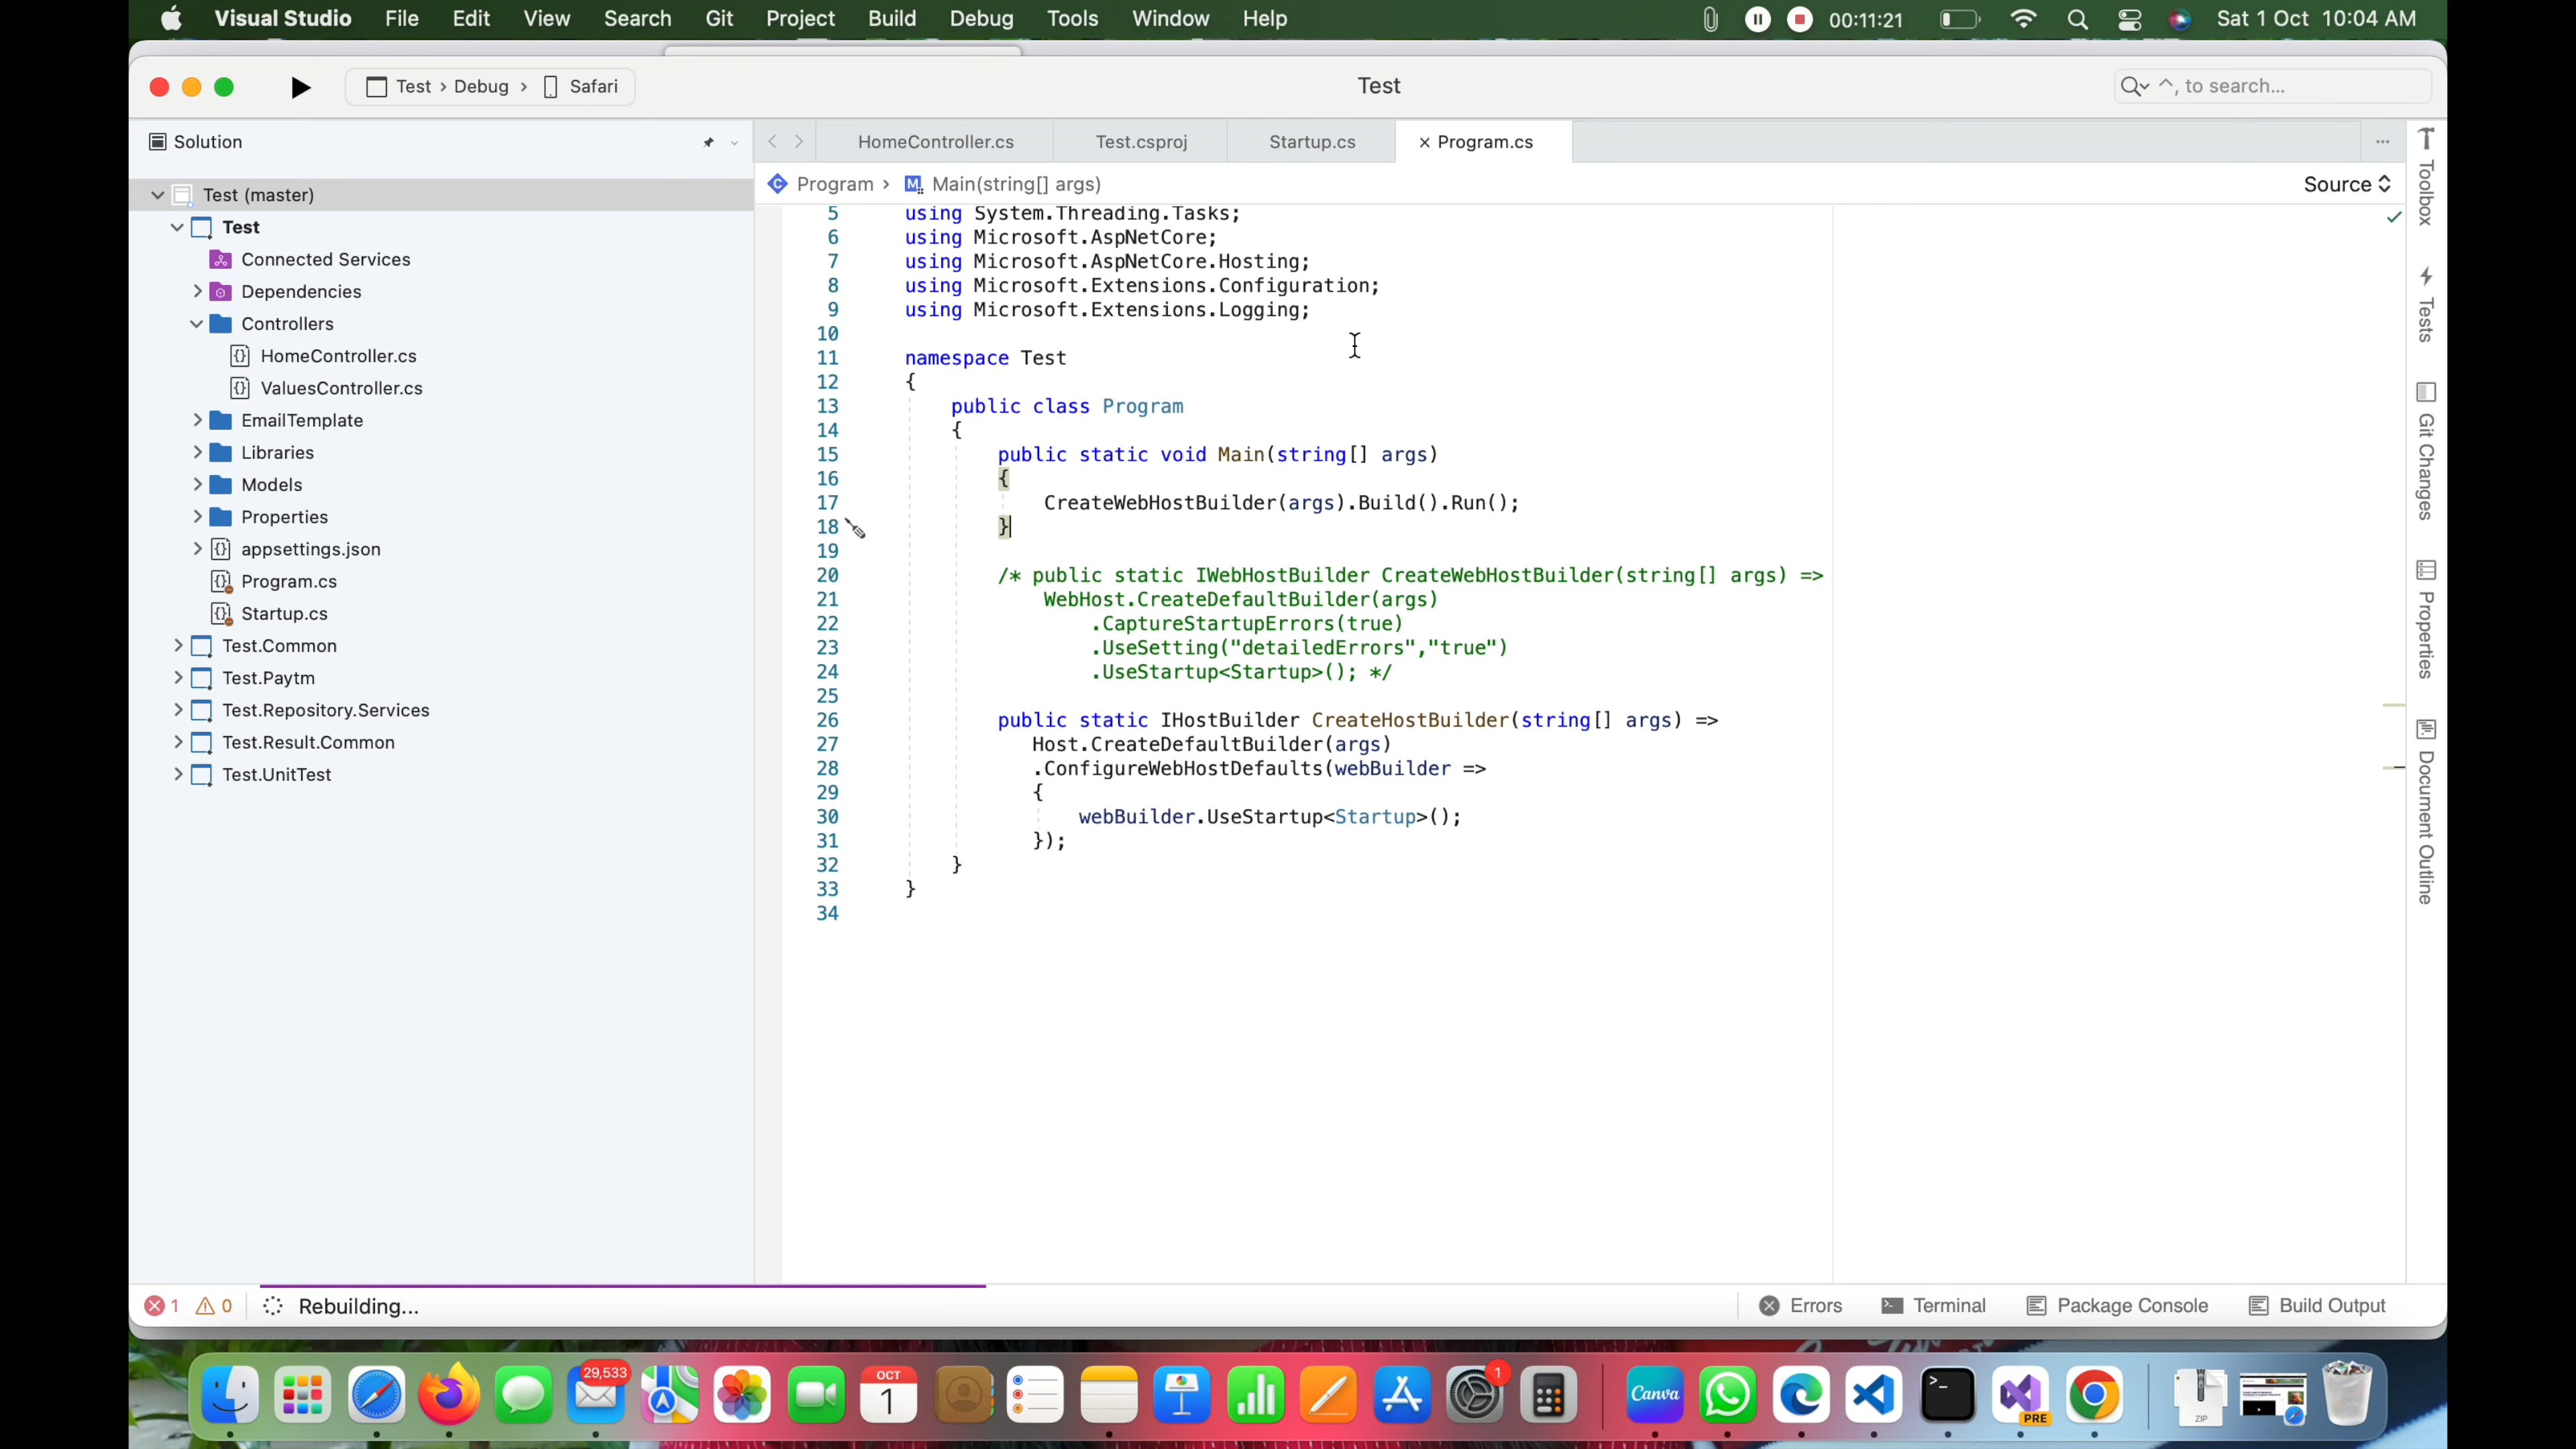 Visual Studio File Edit View Search Git Project Build Debug Tools Window Help 00:11:21 Sat 1 Oct 10:04 AM
Test › Debug › Safari Test ^, to search...
Solution HomeController.cs Test.csproj Startup.cs × Program.cs ...
Program › Main(string[] args) Source
Test (master)
Test
Connected Services
Dependencies
Controllers
HomeController.cs
ValuesController.cs
EmailTemplate
Libraries
Models
Properties
appsettings.json
Program.cs
Startup.cs
Test.Common
Test.Paytm
Test.Repository.Services
Test.Result.Common
Test.UnitTest
5 using System.Threading.Tasks;
6 using Microsoft.AspNetCore;
7 using Microsoft.AspNetCore.Hosting;
8 using Microsoft.Extensions.Configuration;
9 using Microsoft.Extensions.Logging;
10
11 namespace Test
12 {
13 public class Program
14 {
15 public static void Main(string[] args)
16 {
17 CreateWebHostBuilder(args).Build().Run();
18 }
19
20 /* public static IWebHostBuilder CreateWebHostBuilder(string[] args) =>
21 WebHost.CreateDefaultBuilder(args)
22 .CaptureStartupErrors(true)
23 .UseSetting("detailedErrors","true")
24 .UseStartup<Startup>(); */
25
26 public static IHostBuilder CreateHostBuilder(string[] args) =>
27 Host.CreateDefaultBuilder(args)
28 .ConfigureWebHostDefaults(webBuilder =>
29 {
30 webBuilder.UseStartup<Startup>();
31 });
32 }
33 }
34
Toolbox
Tests
Git Changes
Properties
Document Outline
1 0 Rebuilding... Errors Terminal Package Console Build Output
29,533 OCT 1 1 Canva PRE ZIP